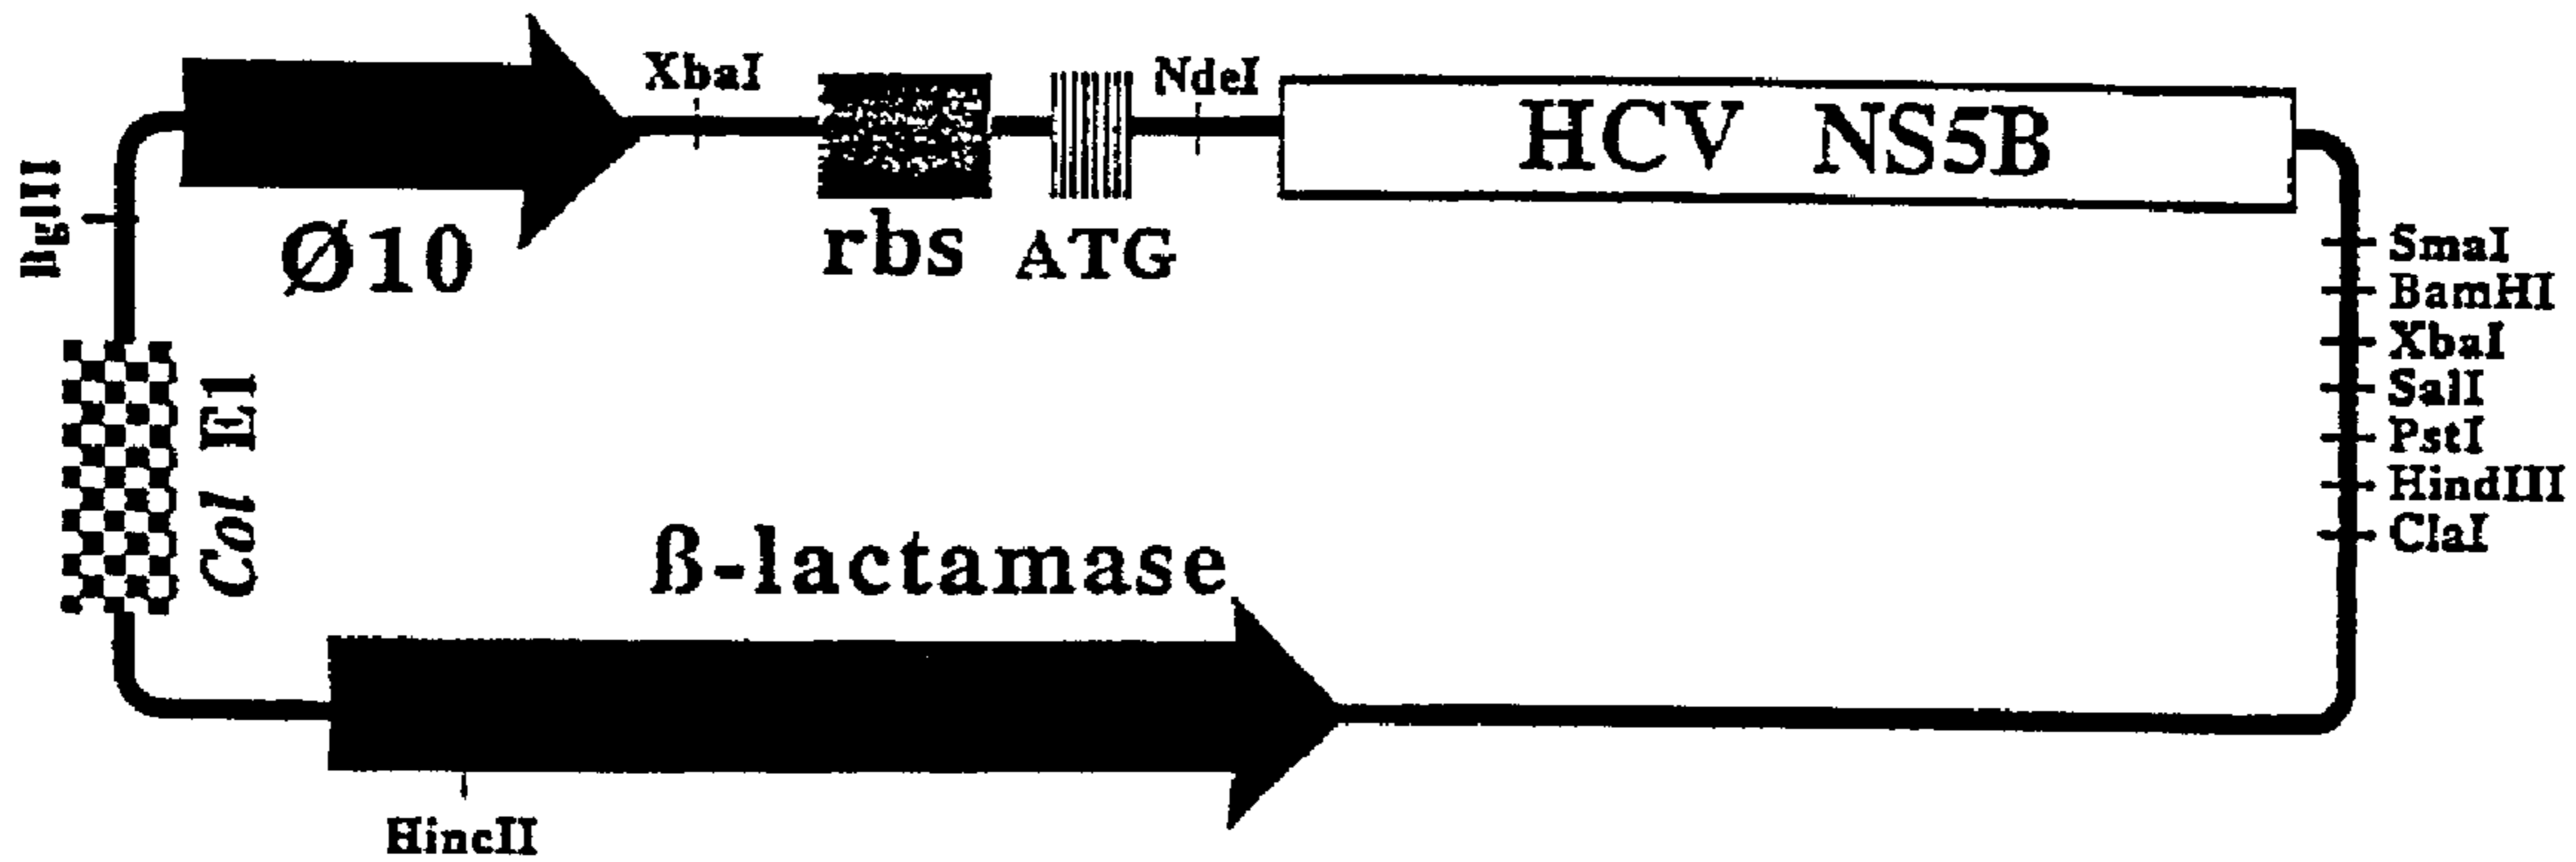 XbaI
NdeI
HCV NS5B
BglII
Ø10
rbs
ATG
SmaI
BamHI
XbaI
SalI
PstI
HindIII
ClaI
Col E1
ß-lactamase
HincII